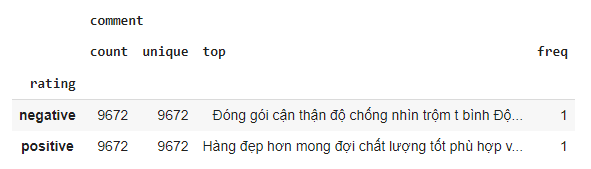 comment
count unique top freq
rating
negative 9672 9672 Đóng gói cận thận độ chống nhìn trộm t bình Độ... 1
positive 9672 9672 Hàng đẹp hơn mong đợi chất lượng tốt phù hợp v... 1